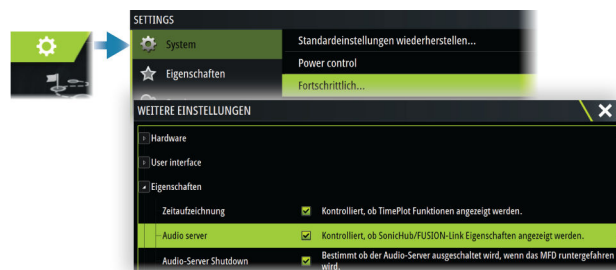 SETTINGS
System
Standardeinstellungen wiederherstellen...
Power control
Eigenschaften
Fortschrittlich...
WEITERE EINSTELLUNGEN
Hardware
User interface
Eigenschaften
Zeitaufzeichnung
Kontrolliert, ob TimePlot Funktionen angezeigt werden.
Audio server
Kontrolliert, ob SonicHub/FUSION-Link Eigenschaften angezeigt werden.
Audio-Server Shutdown
Bestimmt ob der Audio-Server ausgeschaltet wird, wenn das MFD runtergefahren
wird.